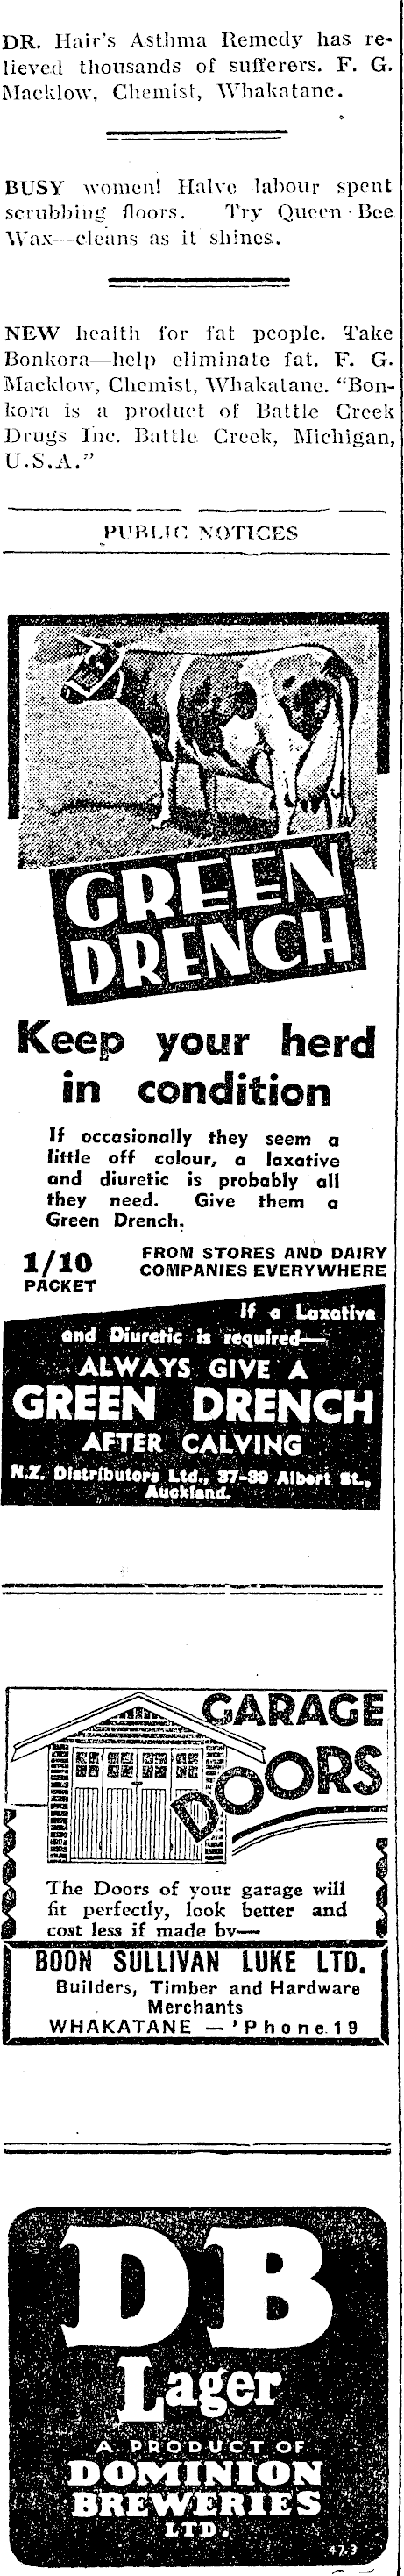 DR. Hair's Asthma Remedy has re-
lieved thousands of sufferers. F. G.
Macklow, Chemist, Whakatane.
BUSY women! Halve labour spent
scrubbing floors. Try Queen Bee
Wax—cleans as it shines.
NEW health for fat people. Take
Bonkora—help eliminate fat. F. G.
Macklow, Chemist, Whakatane. "Bon-
kora is a product of Battle Creek
Drugs Inc. Battle Creek, Michigan,
U.S.A."
PUBLIC NOTICES
GREEN
DRENCH
Keep your herd
in condition
If occasionally they seem a
little off colour, a laxative
and diuretic is probably all
they need. Give them a
Green Drench.
1/10
PACKET
FROM STORES AND DAIRY
COMPANIES EVERYWHERE
If a Laxative
and Diuretic is required—
ALWAYS GIVE A
GREEN DRENCH
AFTER CALVING
N.Z. Distributors Ltd., 37-39 Albert St.,
Auckland.
GARAGE
DOORS
The Doors of your garage will
fit perfectly, look better and
cost less if made by—
BOON SULLIVAN LUKE LTD.
Builders, Timber and Hardware
Merchants
WHAKATANE — 'Phone 19
DB
Lager
A PRODUCT OF
DOMINION
BREWERIES
LTD.
47.3